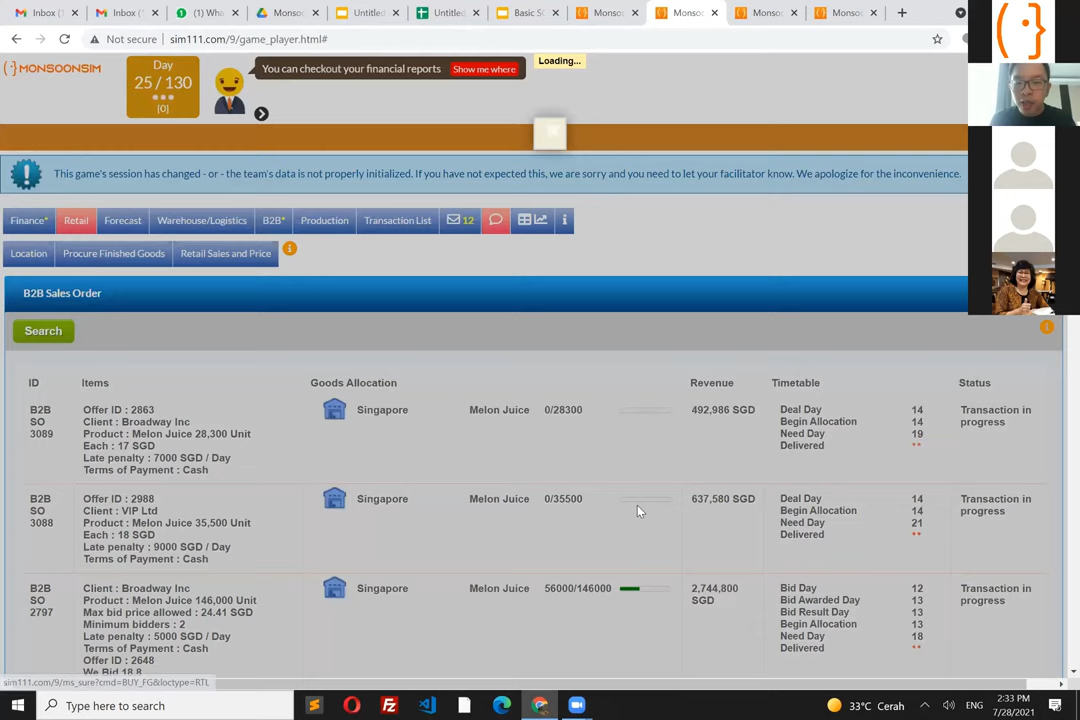 Inbox (1)
Inbox (1)
(1) Wha
Monsoo
Untitled
Untitled
Basic S
Monsoo
Monsoo
Monsoo
Monsoo
Not secure | sim111.com/9/game_player.html#
MONSOONSIM
Day
25 / 130
[0]
You can checkout your financial reports Show me where
Loading...
This game's session has changed - or - the team's data is not properly initialized. If you have not expected this, we are sorry and you need to let your facilitator know. We apologize for the inconvenience.
Finance* Retail Forecast Warehouse/Logistics B2B* Production Transaction List 12
Location Procure Finished Goods Retail Sales and Price
B2B Sales Order
Search
ID Items Goods Allocation Revenue Timetable Status
B2B
SO
3089
Offer ID : 2863
Client : Broadway Inc
Product : Melon Juice 28,300 Unit
Each : 17 SGD
Late penalty : 7000 SGD / Day
Terms of Payment : Cash
Singapore Melon Juice 0/28300 492,986 SGD
Deal Day 14
Begin Allocation 14
Need Day 19
Delivered **
Transaction in
progress
B2B
SO
3088
Offer ID : 2988
Client : VIP Ltd
Product : Melon Juice 35,500 Unit
Each : 18 SGD
Late penalty : 9000 SGD / Day
Terms of Payment : Cash
Singapore Melon Juice 0/35500 637,580 SGD
Deal Day 14
Begin Allocation 14
Need Day 21
Delivered **
Transaction in
progress
B2B
SO
2797
Client : Broadway Inc
Product : Melon Juice 146,000 Unit
Max bid price allowed : 24.41 SGD
Minimum bidders : 2
Late penalty : 5000 SGD / Day
Terms of Payment : Cash
Offer ID : 2648
We Bid 18.8
Singapore Melon Juice 56000/146000 2,744,800
SGD
Bid Day 12
Bid Awarded Day 13
Bid Result Day 13
Begin Allocation 13
Need Day 18
Delivered **
Transaction in
progress
sim111.com/9/ms_sure?cmd=BUY_FG&loctype=RTL
Type here to search
33°C Cerah
ENG
2:33 PM
7/28/2021